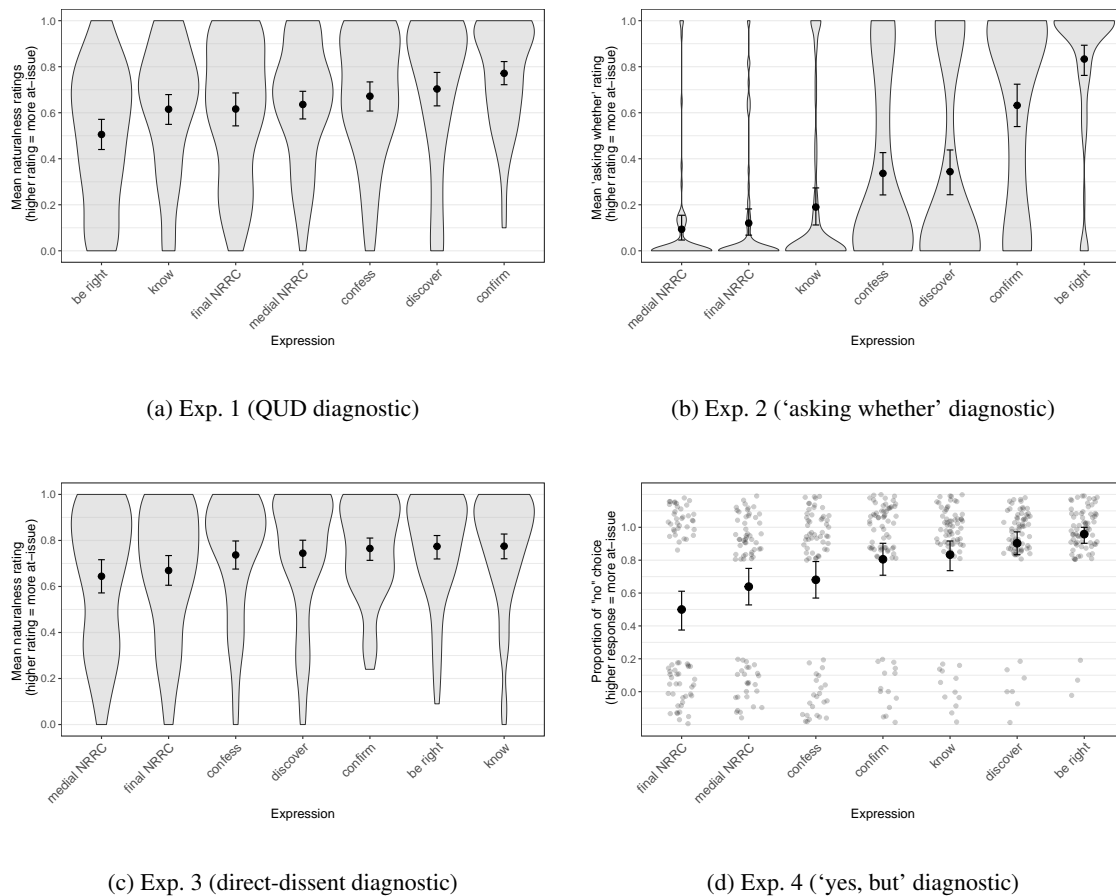 Mean naturalness ratings
(higher rating = more at−issue)
1.0
0.8
0.6
0.4
0.2
0.0
be right
know
final NRRC
medial NRRC
confess
discover
confirm
Expression
(a) Exp. 1 (QUD diagnostic)
Mean 'asking whether' rating
(higher rating = more at−issue)
1.0
0.8
0.6
0.4
0.2
0.0
medial NRRC
final NRRC
know
confess
discover
confirm
be right
Expression
(b) Exp. 2 (‘asking whether’ diagnostic)
Mean naturalness rating
(higher rating = more at−issue)
1.0
0.8
0.6
0.4
0.2
0.0
medial NRRC
final NRRC
confess
discover
confirm
be right
know
Expression
(c) Exp. 3 (direct-dissent diagnostic)
Proportion of "no" choice
(higher response = more at−issue)
1.0
0.8
0.6
0.4
0.2
0.0
final NRRC
medial NRRC
confess
confirm
know
discover
be right
Expression
(d) Exp. 4 (‘yes, but’ diagnostic)